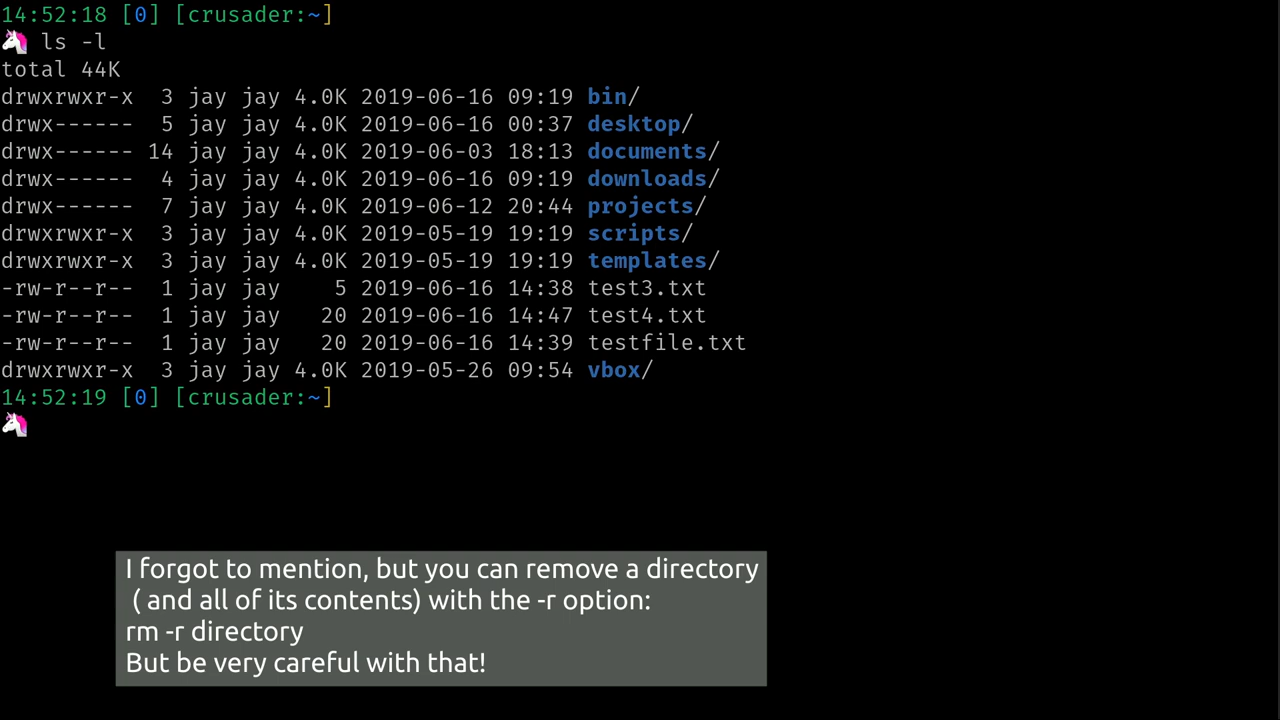 14:52:18 [0] [crusader:~]
ls -l
total 44K
drwxrwxr-x  3 jay jay 4.0K 2019-06-16 09:19 bin/
drwx------  5 jay jay 4.0K 2019-06-16 00:37 desktop/
drwx------ 14 jay jay 4.0K 2019-06-03 18:13 documents/
drwx------  4 jay jay 4.0K 2019-06-16 09:19 downloads/
drwx------  7 jay jay 4.0K 2019-06-12 20:44 projects/
drwxrwxr-x  3 jay jay 4.0K 2019-05-19 19:19 scripts/
drwxrwxr-x  3 jay jay 4.0K 2019-05-19 19:19 templates/
-rw-r--r--  1 jay jay    5 2019-06-16 14:38 test3.txt
-rw-r--r--  1 jay jay   20 2019-06-16 14:47 test4.txt
-rw-r--r--  1 jay jay   20 2019-06-16 14:39 testfile.txt
drwxrwxr-x  3 jay jay 4.0K 2019-05-26 09:54 vbox/
14:52:19 [0] [crusader:~]
I forgot to mention, but you can remove a directory
( and all of its contents) with the -r option:
rm -r directory
But be very careful with that!